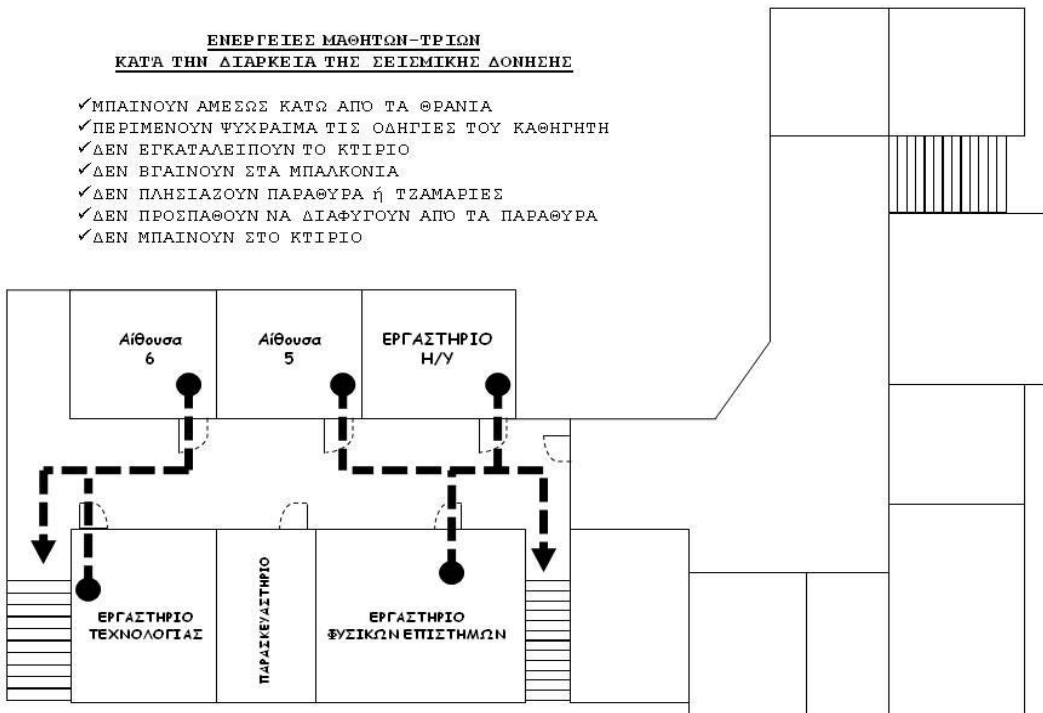 ΕΝΕΡΓΕΙΕΣ ΜΑΘΗΤΩΝ-ΤΡΙΩΝ
ΚΑΤΆ ΤΗΝ ΔΙΑΡΚΕΙΑ ΤΗΣ ΣΕΙΣΜΙΚΗΣ ΔΟΝΗΣΗΣ
✓ΜΠΑΙΝΟΥΝ ΑΜΕΣΩΣ ΚΑΤΩ ΑΠΌ ΤΑ ΘΡΑΝΙΑ
✓ΠΕΡΙΜΕΝΟΥΝ ΨΥΧΡΑΙΜΑ ΤΙΣ ΟΔΗΓΙΕΣ ΤΟΥ ΚΑΘΗΓΗΤΗ
✓ΔΕΝ ΕΓΚΑΤΑΛΕΙΠΟΥΝ ΤΟ ΚΤΙΡΙΟ
✓ΔΕΝ ΒΓΑΙΝΟΥΝ ΣΤΑ ΜΠΑΛΚΟΝΙΑ
✓ΔΕΝ ΠΛΗΣΙΑΖΟΥΝ ΠΑΡΑΘΥΡΑ ή ΤΖΑΜΑΡΙΕΣ
✓ΔΕΝ ΠΡΟΣΠΑΘΟΥΝ ΝΑ ΔΙΑΦΥΓΟΥΝ ΑΠΌ ΤΑ ΠΑΡΑΘΥΡΑ
✓ΔΕΝ ΜΠΑΙΝΟΥΝ ΣΤΟ ΚΤΙΡΙΟ
Αίθουσα
6
Αίθουσα
5
ΕΡΓΑΣΤΗΡΙΟ
Η/Υ
ΕΡΓΑΣΤΗΡΙΟ
ΤΕΧΝΟΛΟΓΙΑΣ
ΠΑΡΑΣΚΕΥΑΣΤΗΡΙΟ
ΕΡΓΑΣΤΗΡΙΟ
ΦΥΣΙΚΩΝ ΕΠΙΣΤΗΜΩΝ